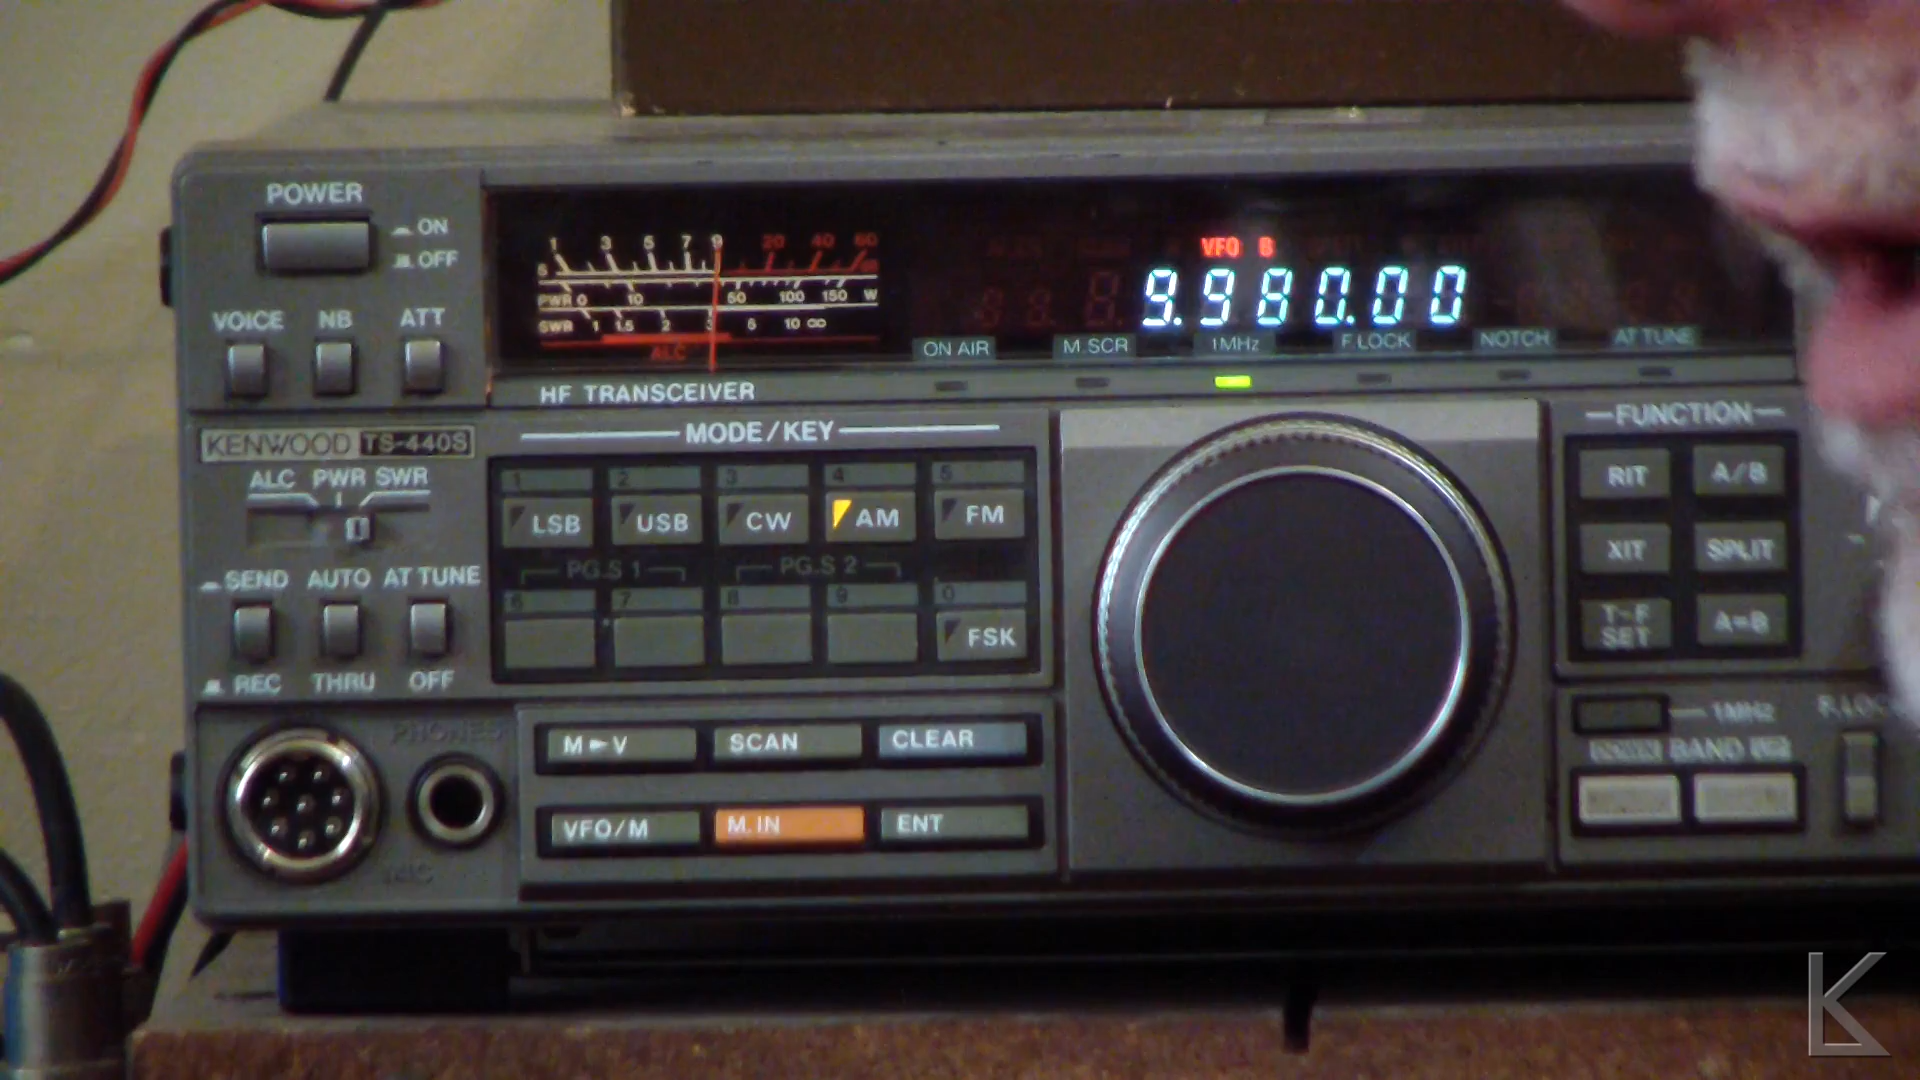 POWER
ON
OFF
VOICE NB ATT
1 3 5 7 9 20 40 60
S
PWR 0 10 50 100 150 W
SWR 1 1.5 2 3 5 10 ∞
ALC
VFO B
9.980.00
ON AIR M.SCR 1MHz F.LOCK NOTCH AT TUNE
HF TRANSCEIVER
KENWOOD TS-440S
ALC PWR SWR
SEND AUTO AT TUNE
REC THRU OFF
PHONES
MIC
MODE/KEY
1 2 3 4 5
LSB USB CW AM FM
PG.S 1 PG.S 2
6 7 8 9 0
FSK
M►V SCAN CLEAR
VFO/M M.IN ENT
FUNCTION
RIT A/B
XIT SPLIT
T-F SET A=B
1MHz
DOWN BAND UP